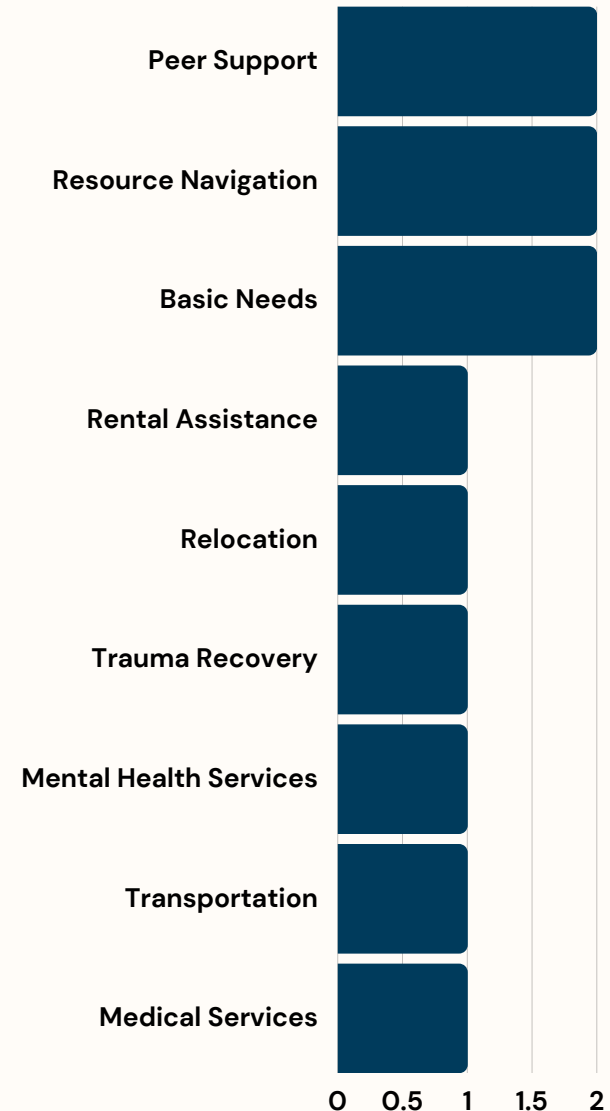 Peer Support
Resource Navigation
Basic Needs
Rental Assistance
Relocation
Trauma Recovery
Mental Health Services
Transportation
Medical Services
0 0.5 1 1.5 2